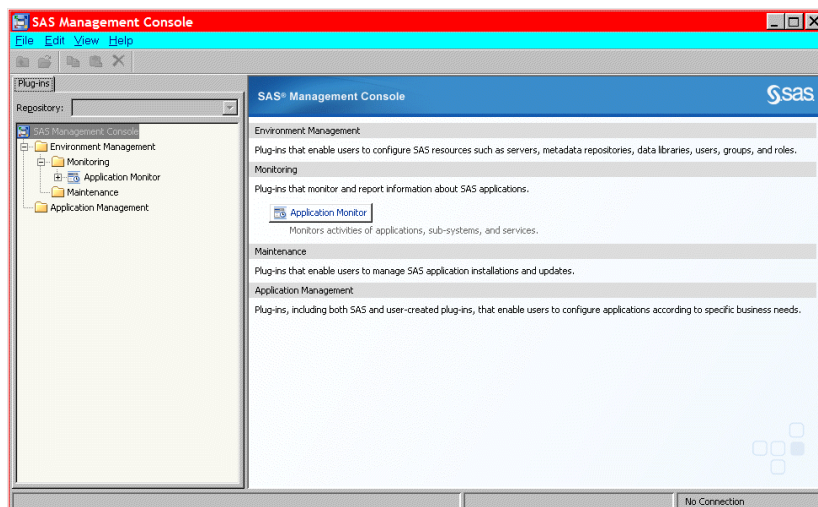 SAS Management Console
File Edit View Help
Plug-ins
Repository:
SAS Management Console
Environment Management
Monitoring
Application Monitor
Maintenance
Application Management
SAS® Management Console
sas
Environment Management
Plug-ins that enable users to configure SAS resources such as servers, metadata repositories, data libraries, users, groups, and roles.
Monitoring
Plug-ins that monitor and report information about SAS applications.
Application Monitor
Monitors activities of applications, sub-systems, and services.
Maintenance
Plug-ins that enable users to manage SAS application installations and updates.
Application Management
Plug-ins, including both SAS and user-created plug-ins, that enable users to configure applications according to specific business needs.
No Connection